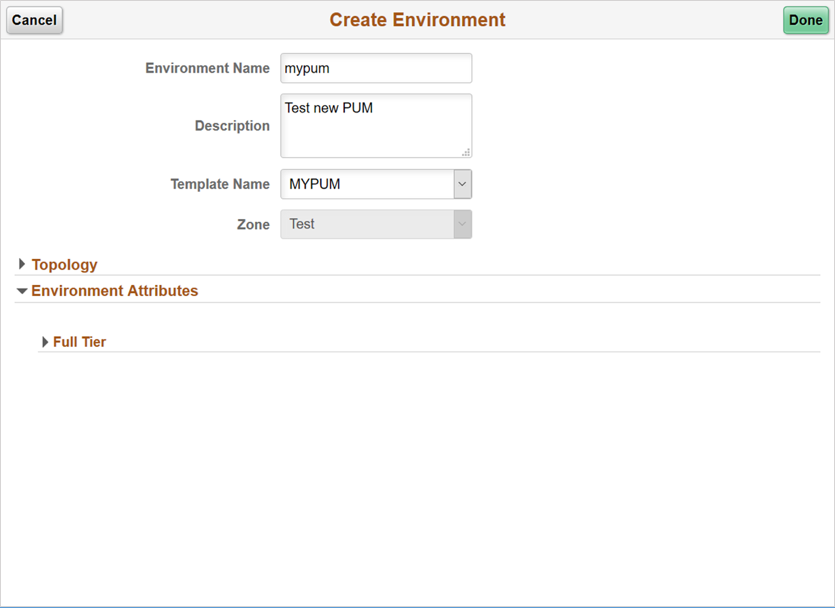 Cancel
Create Environment
Done
Environment Name
mypum
Description
Test new PUM
Template Name
MYPUM
Zone
Test
Topology
Environment Attributes
Full Tier